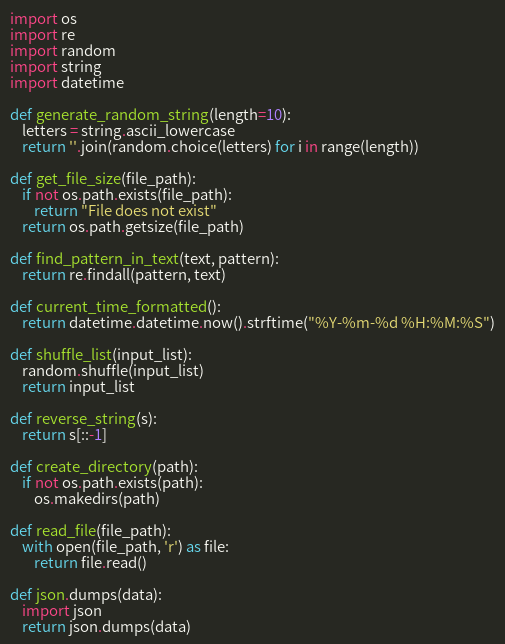 import os
import re
import random
import string
import datetime

def generate_random_string(length=10):
    letters = string.ascii_lowercase
    return ''.join(random.choice(letters) for i in range(length))

def get_file_size(file_path):
    if not os.path.exists(file_path):
        return "File does not exist"
    return os.path.getsize(file_path)

def find_pattern_in_text(text, pattern):
    return re.findall(pattern, text)

def current_time_formatted():
    return datetime.datetime.now().strftime("%Y-%m-%d %H:%M:%S")

def shuffle_list(input_list):
    random.shuffle(input_list)
    return input_list

def reverse_string(s):
    return s[::-1]

def create_directory(path):
    if not os.path.exists(path):
        os.makedirs(path)

def read_file(file_path):
    with open(file_path, 'r') as file:
        return file.read()

def json.dumps(data):
    import json
    return json.dumps(data)